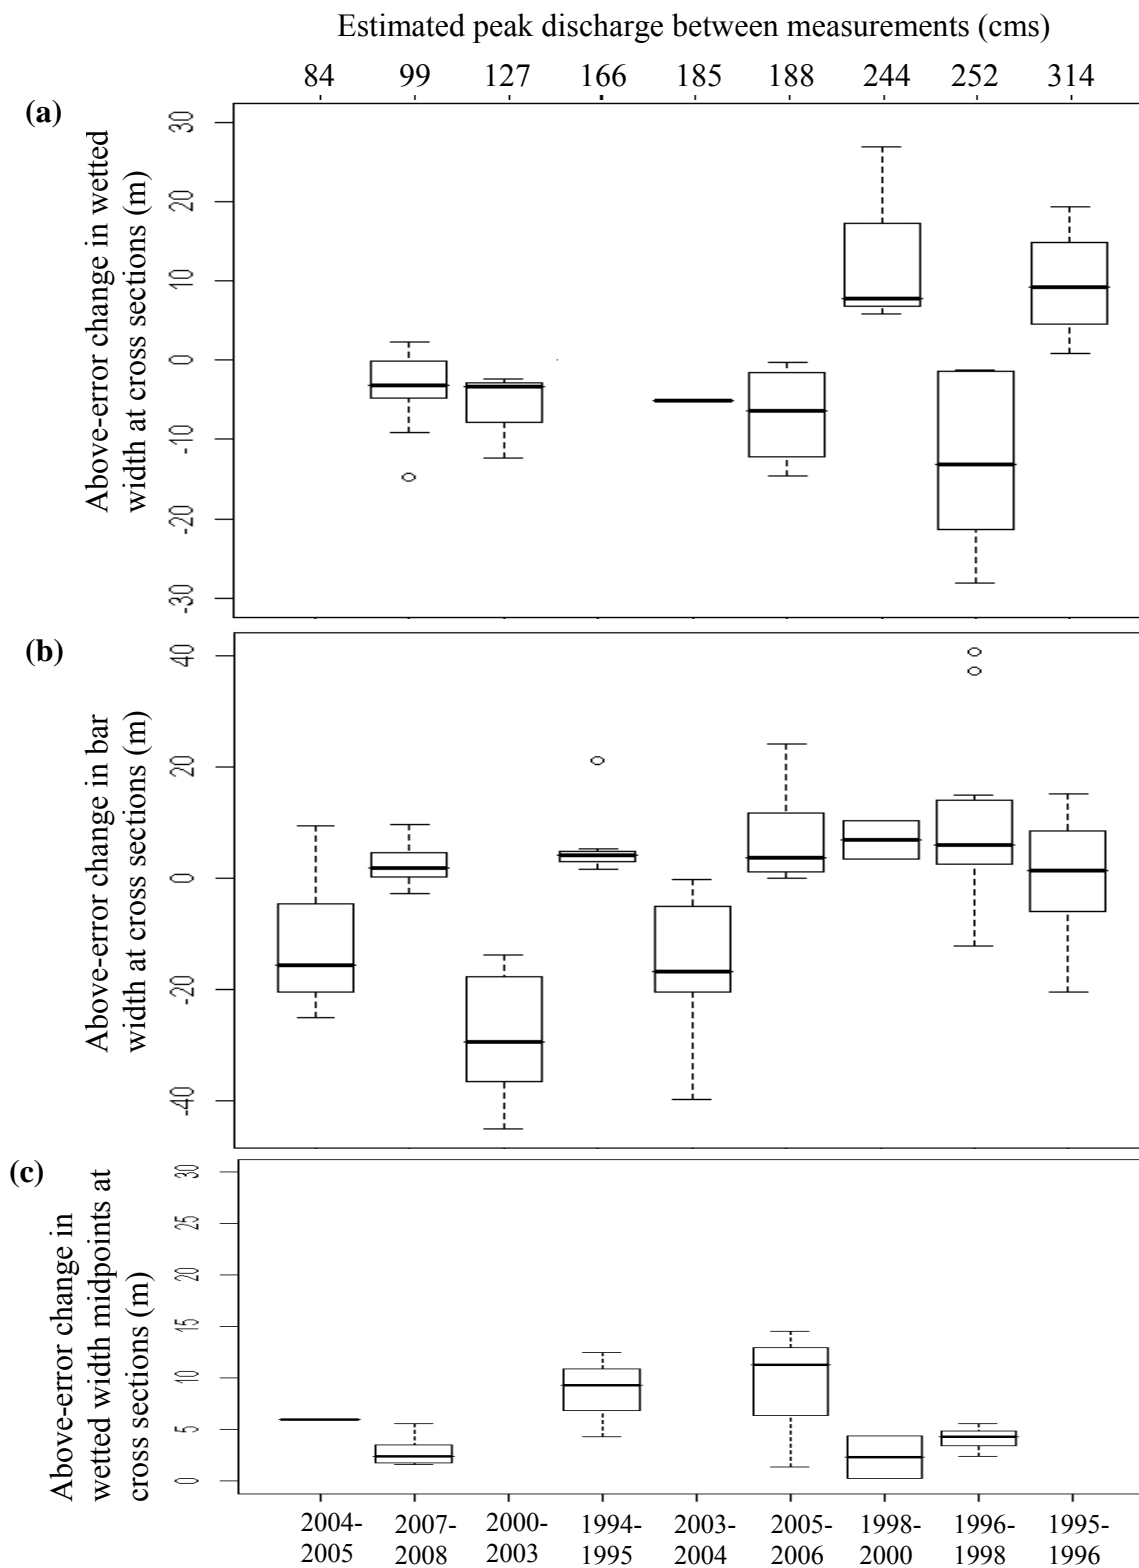 Estimated peak discharge between measurements (cms)
84 99 127 166 185 188 244 252 314
(a)
Above-error change in wetted
width at cross sections (m)
30
20
10
0
-10
-20
-30
(b)
Above-error change in bar
width at cross sections (m)
40
20
0
-20
-40
(c)
Above-error change in
wetted width midpoints at
cross sections (m)
30
25
20
15
10
5
0
2004- 2007- 2000- 1994- 2003- 2005- 1998- 1996- 1995-
2005 2008 2003 1995 2004 2006 2000 1998 1996